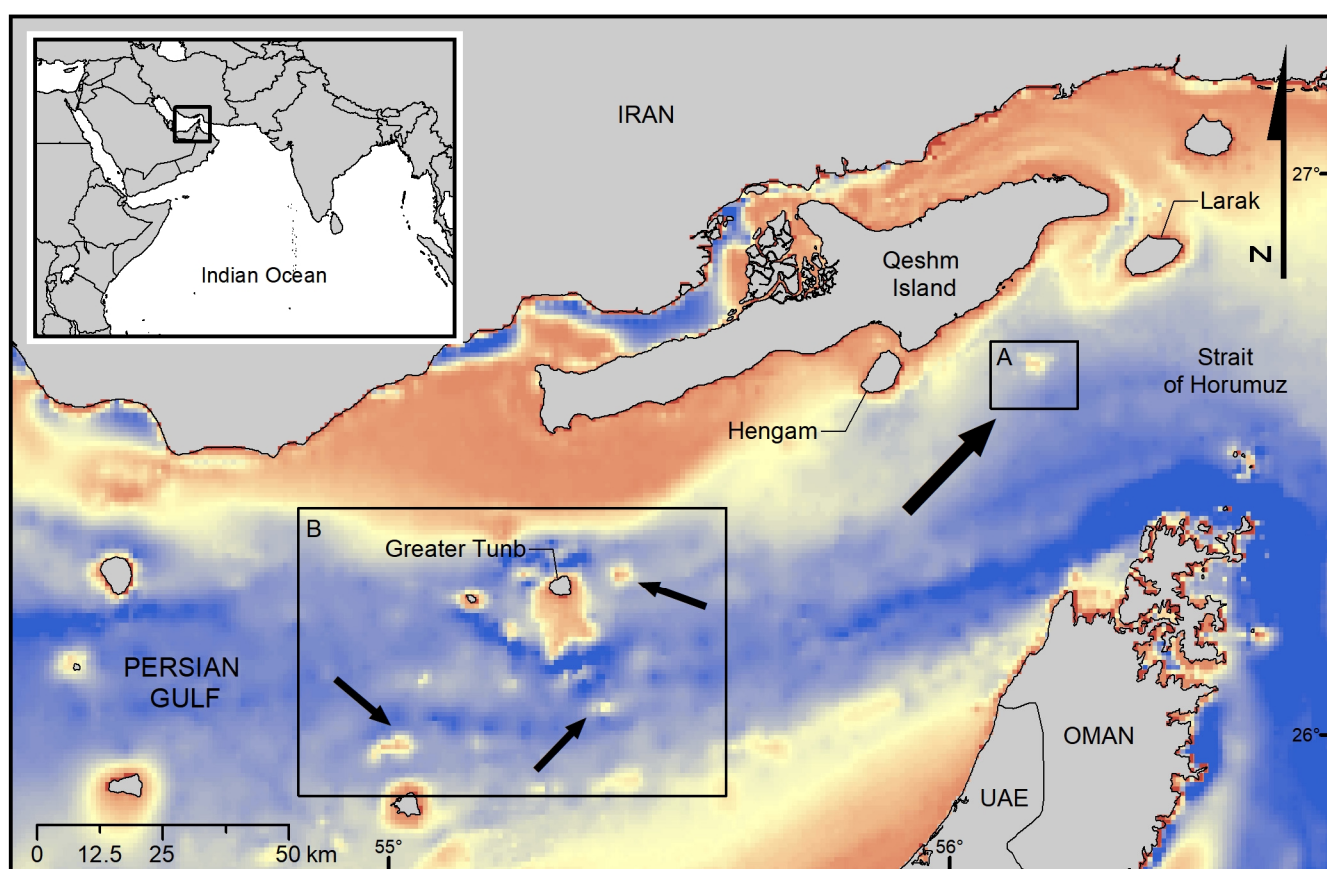 IRAN
27°
Larak
N
Indian Ocean
Qeshm
Island
A
Strait
of Horumuz
Hengam
B
Greater Tunb
PERSIAN
GULF
OMAN
26°
UAE
0 12.5 25 50 km
55°
56°